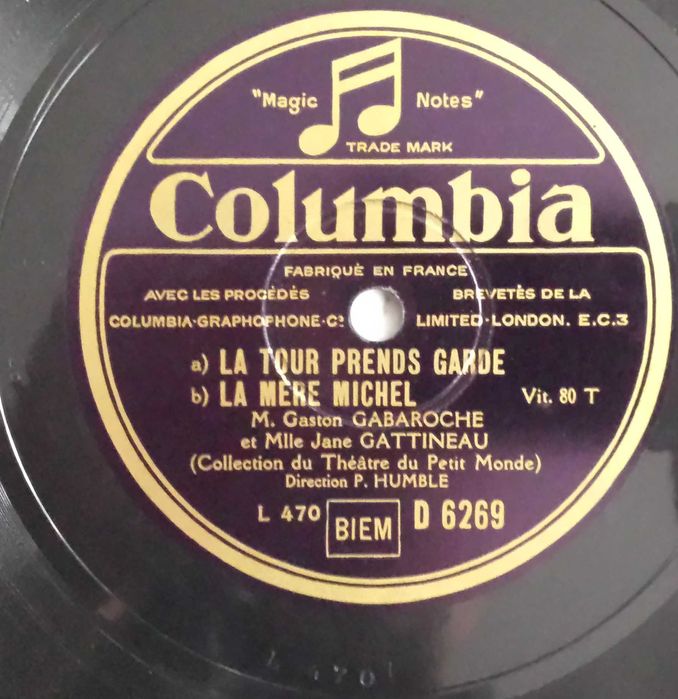 "Magic Notes"
TRADE MARK
Columbia
FABRIQUÉ EN FRANCE
AVEC LES PROCÉDÉS BREVETÉS DE LA
COLUMBIA·GRAPHOPHONE·Cº LIMITED·LONDON. E.C.3
a) LA TOUR PRENDS GARDE
b) LA MÈRE MICHEL Vit. 80 T
M. Gaston GABAROCHE
et Mlle Jane GATTINEAU
(Collection du Théâtre du Petit Monde)
Direction P. HUMBLE
L 470 BIEM D 6269